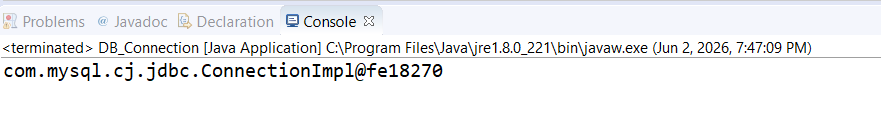 Problems @ Javadoc Declaration Console
<terminated> DB_Connection [Java Application] C:\Program Files\Java\jre1.8.0_221\bin\javaw.exe (Jun 2, 2026, 7:47:09 PM)
com.mysql.cj.jdbc.ConnectionImpl@fe18270